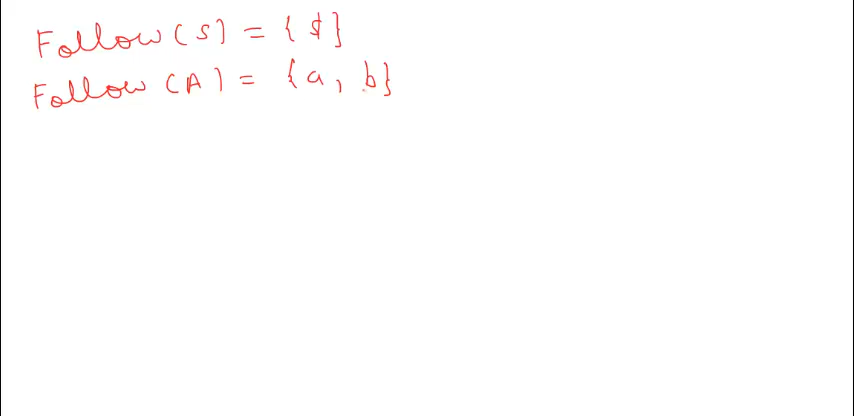 Follow(S) = {$}
Follow(A) = {a, b}